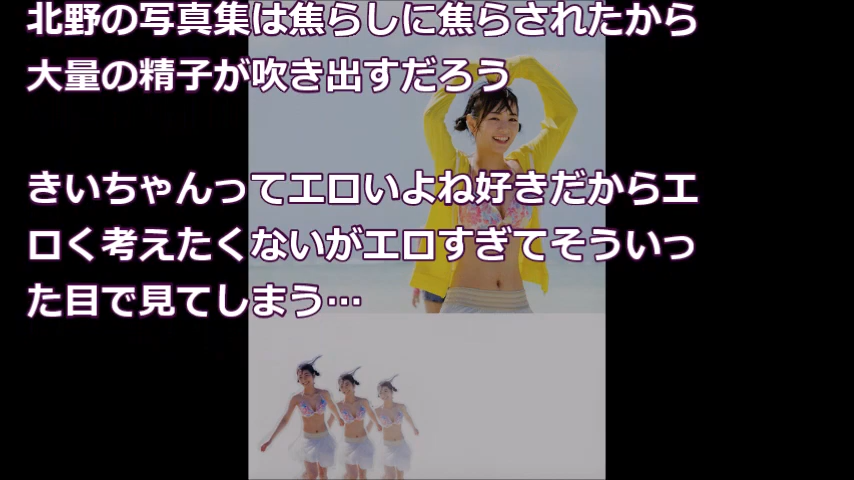 北野の写真集は焦らしに焦らされたから
大量の精子が吹き出すだろう
きいちゃんってエロいよね好きだからエ
ロく考えたくないがエロすぎてそういっ
た目で見てしまう…